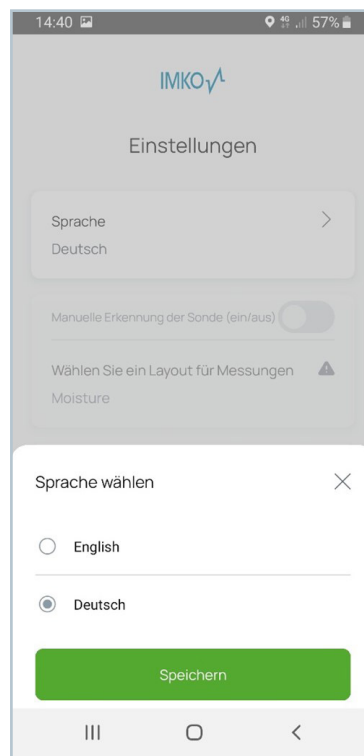 14:40 4G 57%
IMKO
Einstellungen
Sprache
Deutsch
Manuelle Erkennung der Sonde (ein/aus)
Wählen Sie ein Layout für Messungen
Moisture
Sprache wählen
English
Deutsch
Speichern